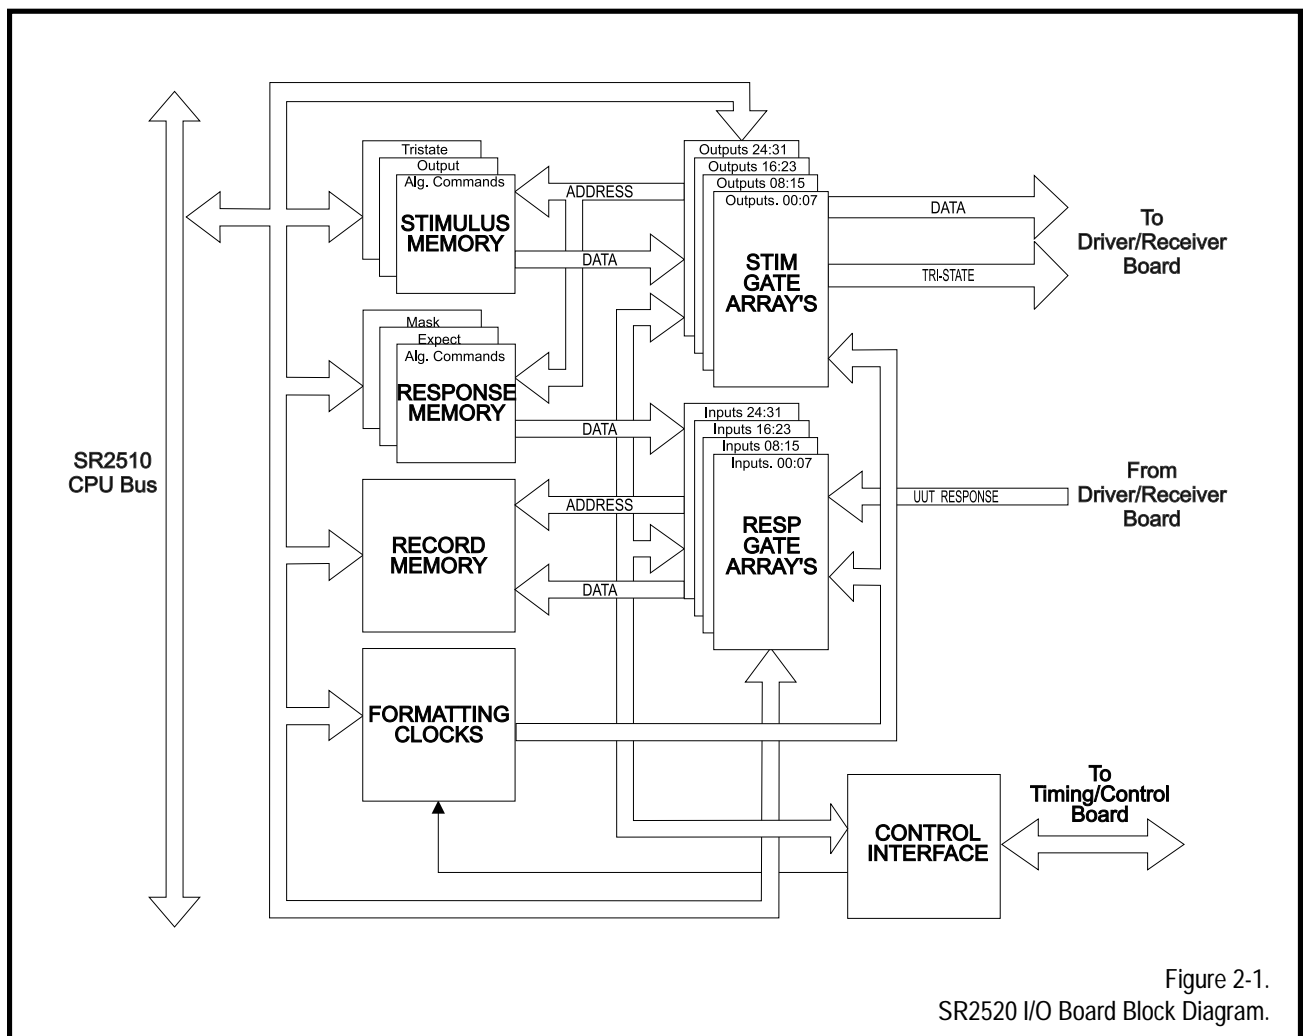 Tristate
Output
Alg. Commands
STIMULUS
MEMORY
ADDRESS
DATA
Outputs 24:31
Outputs 16:23
Outputs 08:15
Outputs. 00:07
STIM
GATE
ARRAY'S
DATA
TRI-STATE
To
Driver/Receiver
Board
Mask
Expect
Alg. Commands
RESPONSE
MEMORY
DATA
Inputs 24:31
Inputs 16:23
Inputs 08:15
Inputs. 00:07
RESP
GATE
ARRAY'S
UUT RESPONSE
From
Driver/Receiver
Board
SR2510
CPU Bus
RECORD
MEMORY
ADDRESS
DATA
FORMATTING
CLOCKS
CONTROL
INTERFACE
To
Timing/Control
Board
Figure 2-1.
SR2520 I/O Board Block Diagram.